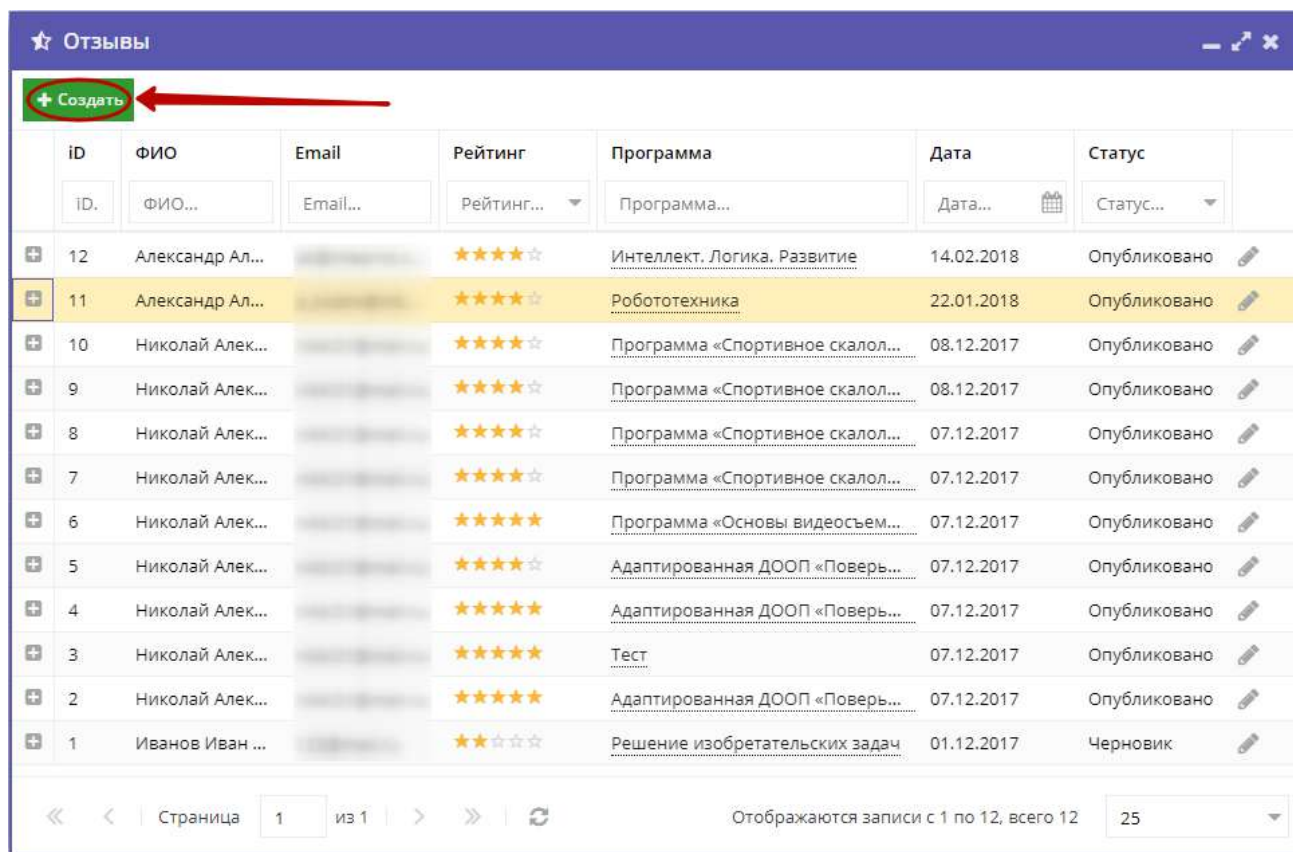 Отзывы
Создать
iD ФИО Email Рейтинг Программа Дата Статус
iD. ФИО... Email... Рейтинг... Программа... Дата... Статус...
12 Александр Ал... Интеллект. Логика. Развитие 14.02.2018 Опубликовано
11 Александр Ал... Робототехника 22.01.2018 Опубликовано
10 Николай Алек... Программа «Спортивное скалол... 08.12.2017 Опубликовано
9 Николай Алек... Программа «Спортивное скалол... 08.12.2017 Опубликовано
8 Николай Алек... Программа «Спортивное скалол... 07.12.2017 Опубликовано
7 Николай Алек... Программа «Спортивное скалол... 07.12.2017 Опубликовано
6 Николай Алек... Программа «Основы видеосъем... 07.12.2017 Опубликовано
5 Николай Алек... Адаптированная ДООП «Поверь... 07.12.2017 Опубликовано
4 Николай Алек... Адаптированная ДООП «Поверь... 07.12.2017 Опубликовано
3 Николай Алек... Тест 07.12.2017 Опубликовано
2 Николай Алек... Адаптированная ДООП «Поверь... 07.12.2017 Опубликовано
1 Иванов Иван ... Решение изобретательских задач 01.12.2017 Черновик
Страница 1 из 1 Отображаются записи с 1 по 12, всего 12 25